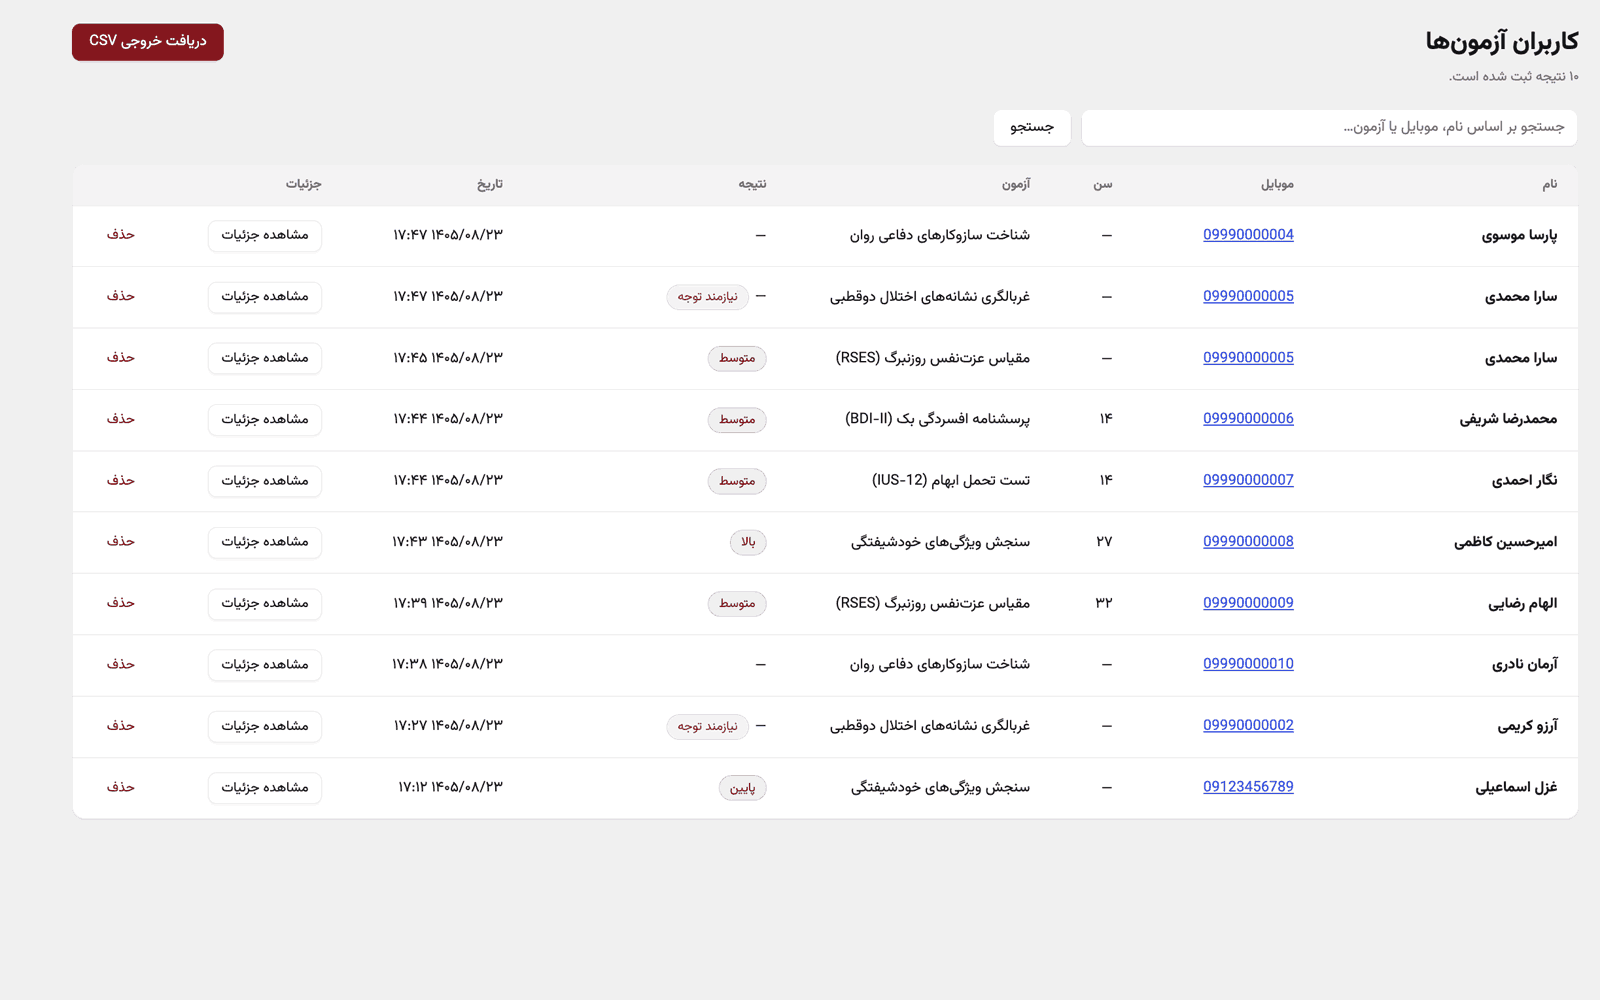 کاربران آزمون‌ها
دریافت خروجی CSV
۱۰ نتیجه ثبت شده است.
جستجو بر اساس نام، موبایل یا آزمون... جستجو
نام موبایل سن آزمون نتیجه تاریخ جزئیات
پارسا موسوی 09990000004 — شناخت سازوکارهای دفاعی روان — ۱۴۰۵/۰۸/۲۳ ۱۷:۴۷ مشاهده جزئیات حذف
سارا محمدی 09990000005 — غربالگری نشانه‌های اختلال دوقطبی — نیازمند توجه ۱۴۰۵/۰۸/۲۳ ۱۷:۴۷ مشاهده جزئیات حذف
سارا محمدی 09990000005 — مقیاس عزت‌نفس روزنبرگ (RSES) متوسط ۱۴۰۵/۰۸/۲۳ ۱۷:۴۵ مشاهده جزئیات حذف
محمدرضا شریفی 09990000006 ۱۴ پرسشنامه افسردگی بک (BDI-II) متوسط ۱۴۰۵/۰۸/۲۳ ۱۷:۴۴ مشاهده جزئیات حذف
نگار احمدی 09990000007 ۱۴ تست تحمل ابهام (IUS-12) متوسط ۱۴۰۵/۰۸/۲۳ ۱۷:۴۴ مشاهده جزئیات حذف
امیرحسین کاظمی 09990000008 ۲۷ سنجش ویژگی‌های خودشیفتگی بالا ۱۴۰۵/۰۸/۲۳ ۱۷:۴۳ مشاهده جزئیات حذف
الهام رضایی 09990000009 ۳۲ مقیاس عزت‌نفس روزنبرگ (RSES) متوسط ۱۴۰۵/۰۸/۲۳ ۱۷:۳۹ مشاهده جزئیات حذف
آرمان نادری 09990000010 — شناخت سازوکارهای دفاعی روان — ۱۴۰۵/۰۸/۲۳ ۱۷:۳۸ مشاهده جزئیات حذف
آرزو کریمی 09990000002 — غربالگری نشانه‌های اختلال دوقطبی — نیازمند توجه ۱۴۰۵/۰۸/۲۳ ۱۷:۲۷ مشاهده جزئیات حذف
غزل اسماعیلی 09123456789 — سنجش ویژگی‌های خودشیفتگی پایین ۱۴۰۵/۰۸/۲۳ ۱۷:۱۲ مشاهده جزئیات حذف